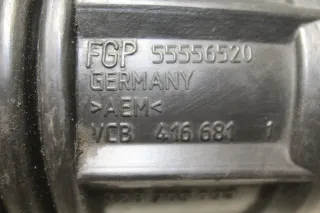 FGP 55556520
GERMANY
>AEM<
VCB 416 681 1